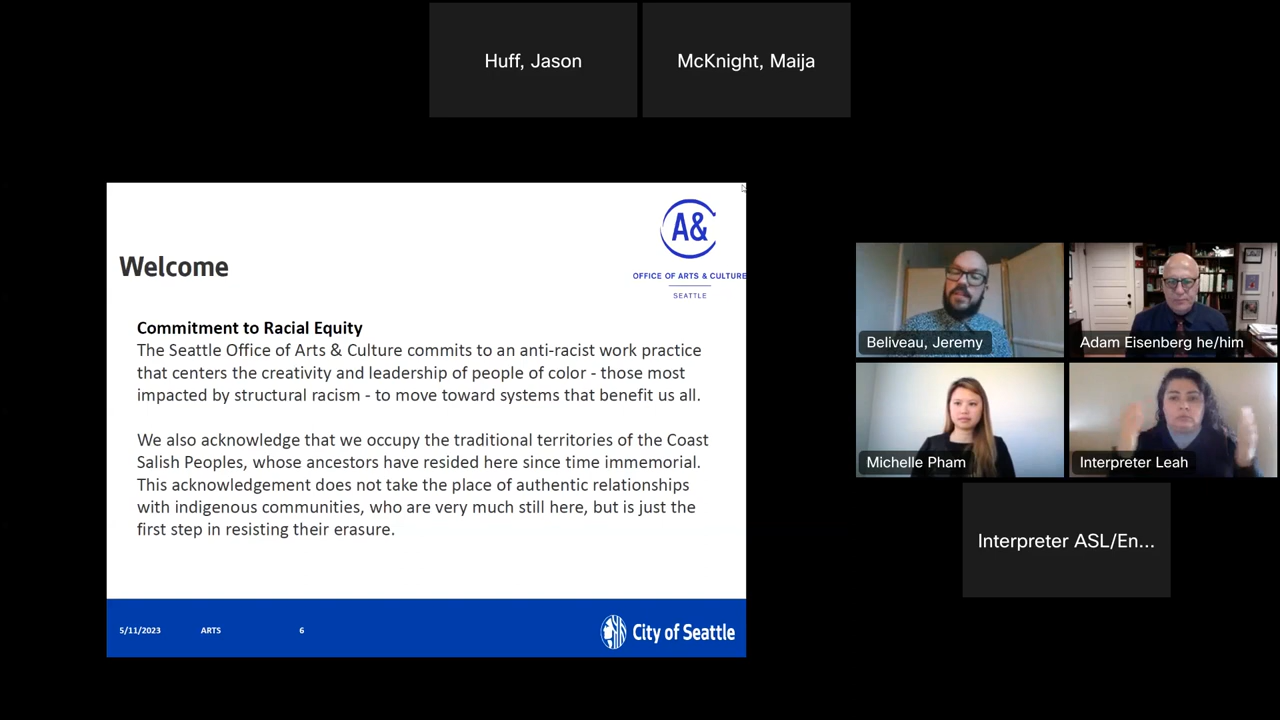 Huff, Jason
McKnight, Maija
A&
OFFICE OF ARTS & CULTURE
SEATTLE
Welcome
Commitment to Racial Equity
The Seattle Office of Arts & Culture commits to an anti-racist work practice
that centers the creativity and leadership of people of color - those most
impacted by structural racism - to move toward systems that benefit us all.
We also acknowledge that we occupy the traditional territories of the Coast
Salish Peoples, whose ancestors have resided here since time immemorial.
This acknowledgement does not take the place of authentic relationships
with indigenous communities, who are very much still here, but is just the
first step in resisting their erasure.
5/11/2023 ARTS 6
City of Seattle
Beliveau, Jeremy
Adam Eisenberg he/him
Michelle Pham
Interpreter Leah
Interpreter ASL/En...